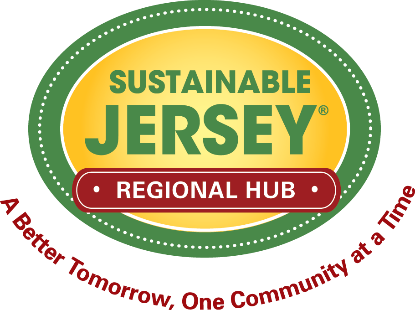 SUSTAINABLE
JERSEY®
• REGIONAL HUB •
A Better Tomorrow, One Community at a Time